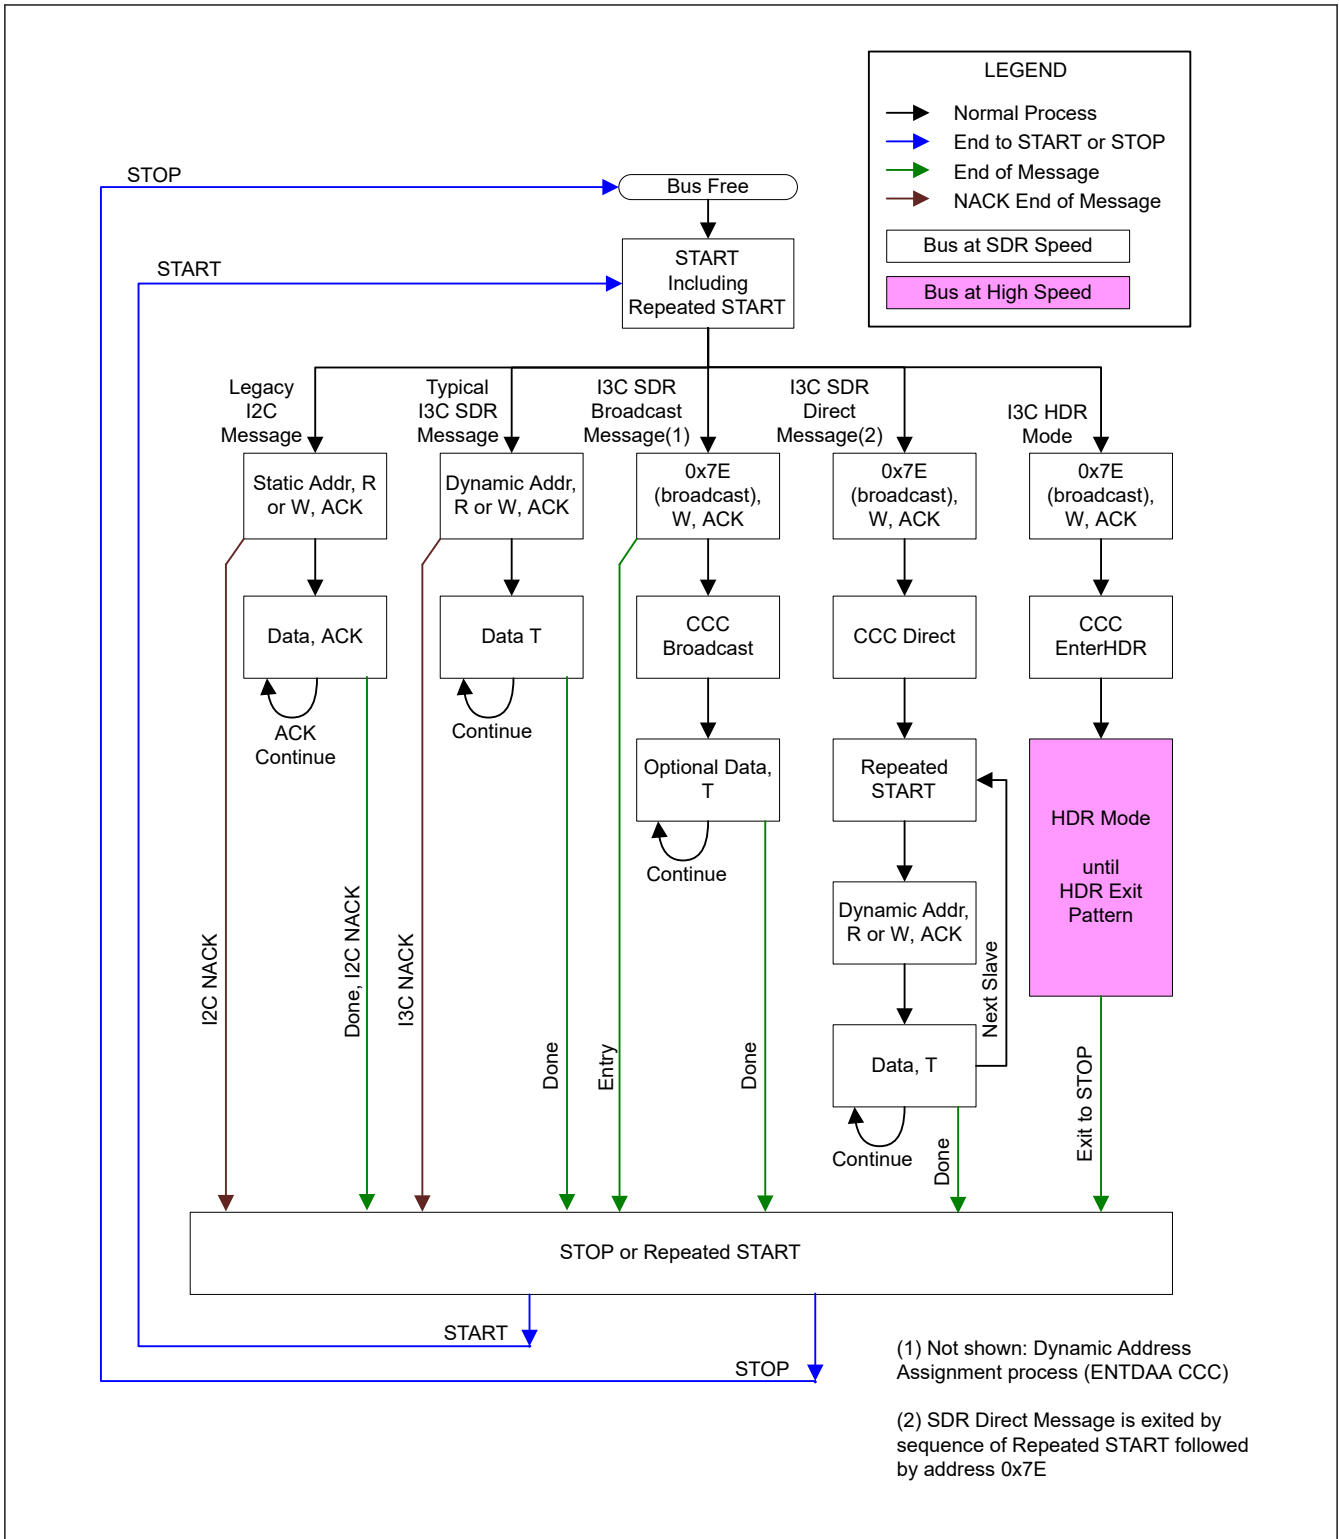 LEGEND
Normal Process
End to START or STOP
End of Message
NACK End of Message
Bus at SDR Speed
Bus at High Speed
STOP
Bus Free
START
START
Including
Repeated START
Legacy
I2C
Message
Typical
I3C SDR
Message
I3C SDR
Broadcast
Message(1)
I3C SDR
Direct
Message(2)
I3C HDR
Mode
Static Addr, R
or W, ACK
Dynamic Addr,
R or W, ACK
0x7E
(broadcast),
W, ACK
0x7E
(broadcast),
W, ACK
0x7E
(broadcast),
W, ACK
Data, ACK
Data T
CCC
Broadcast
CCC Direct
CCC
EnterHDR
ACK
Continue
Continue
Optional Data,
T
Repeated
START
HDR Mode
until
HDR Exit
Pattern
Continue
Dynamic Addr,
R or W, ACK
Next Slave
I2C NACK
Done, I2C NACK
I3C NACK
Done
Entry
Done
Data, T
Exit to STOP
Continue
Done
STOP or Repeated START
START
STOP
(1) Not shown: Dynamic Address
Assignment process (ENTDAA CCC)
(2) SDR Direct Message is exited by
sequence of Repeated START followed
by address 0x7E